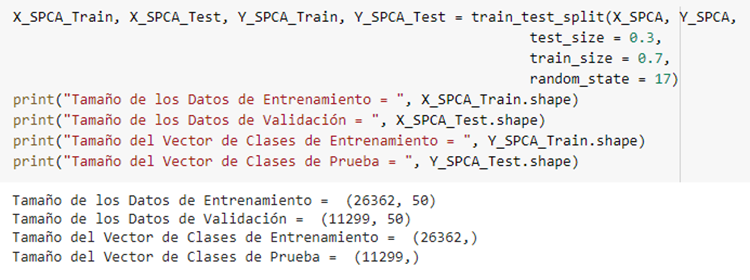 X_SPCA_Train, X_SPCA_Test, Y_SPCA_Train, Y_SPCA_Test = train_test_split(X_SPCA, Y_SPCA,
test_size = 0.3,
train_size = 0.7,
random_state = 17)
print("Tamaño de los Datos de Entrenamiento = ", X_SPCA_Train.shape)
print("Tamaño de los Datos de Validación = ", X_SPCA_Test.shape)
print("Tamaño del Vector de Clases de Entrenamiento = ", Y_SPCA_Train.shape)
print("Tamaño del Vector de Clases de Prueba = ", Y_SPCA_Test.shape)
Tamaño de los Datos de Entrenamiento =  (26362, 50)
Tamaño de los Datos de Validación =  (11299, 50)
Tamaño del Vector de Clases de Entrenamiento =  (26362,)
Tamaño del Vector de Clases de Prueba =  (11299,)